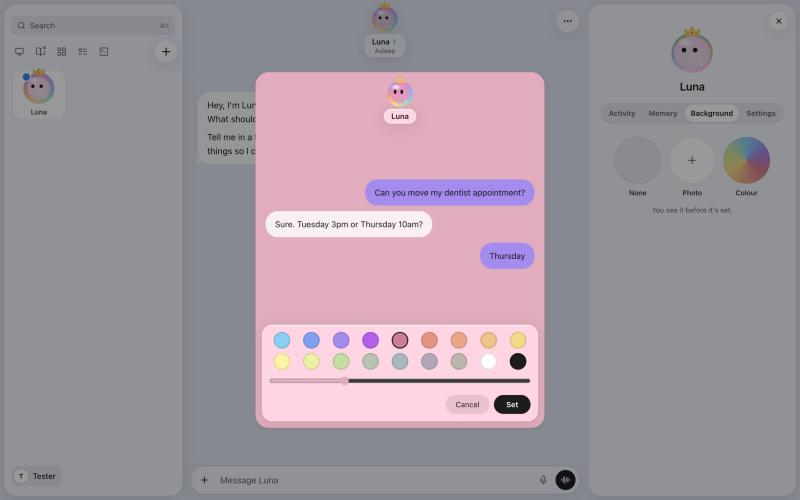 Search
⌘K
Luna
Tester
T
Luna
Asleep
Hey, I'm Lun
What should
Tell me in a
things so I c
Message Luna
Luna
Can you move my dentist appointment?
Sure. Tuesday 3pm or Thursday 10am?
Thursday
Cancel
Set
Luna
Activity
Memory
Background
Settings
None
Photo
Colour
You see it before it's set.